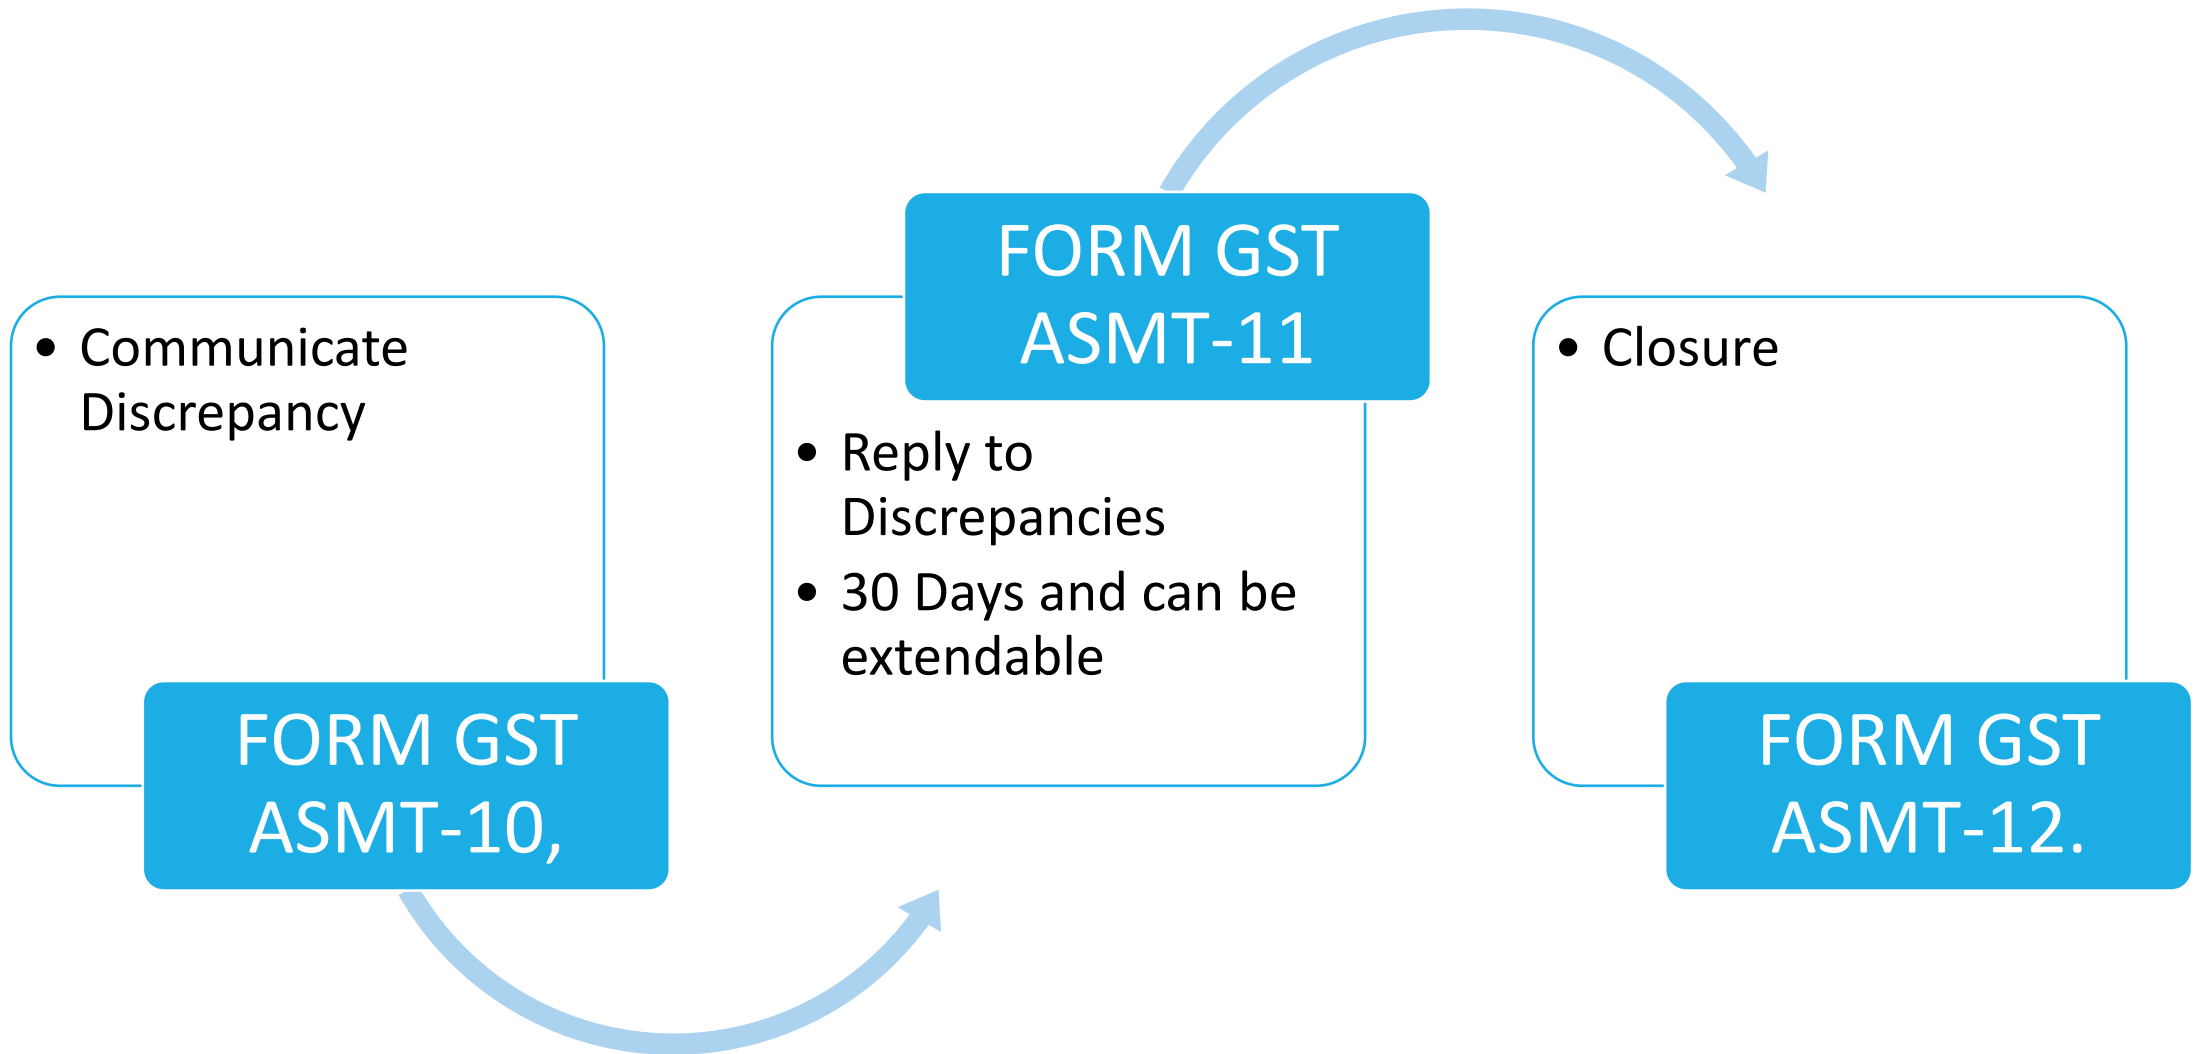 • Communicate
Discrepancy
FORM GST
ASMT-10,
FORM GST
ASMT-11
• Reply to
Discrepancies
• 30 Days and can be
extendable
• Closure
FORM GST
ASMT-12.